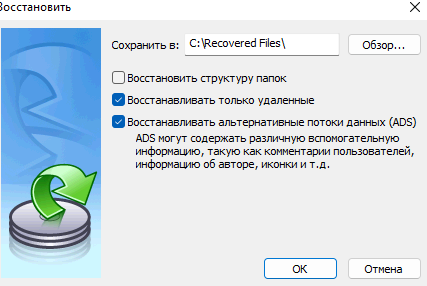 Восстановить
Сохранить в: C:\Recovered Files\ Обзор...
Восстановить структуру папок
Восстанавливать только удаленные
Восстанавливать альтернативные потоки данных (ADS)
ADS могут содержать различную вспомогательную
информацию, такую как комментарии пользователей,
информацию об авторе, иконки и т.д.
ОК Отмена